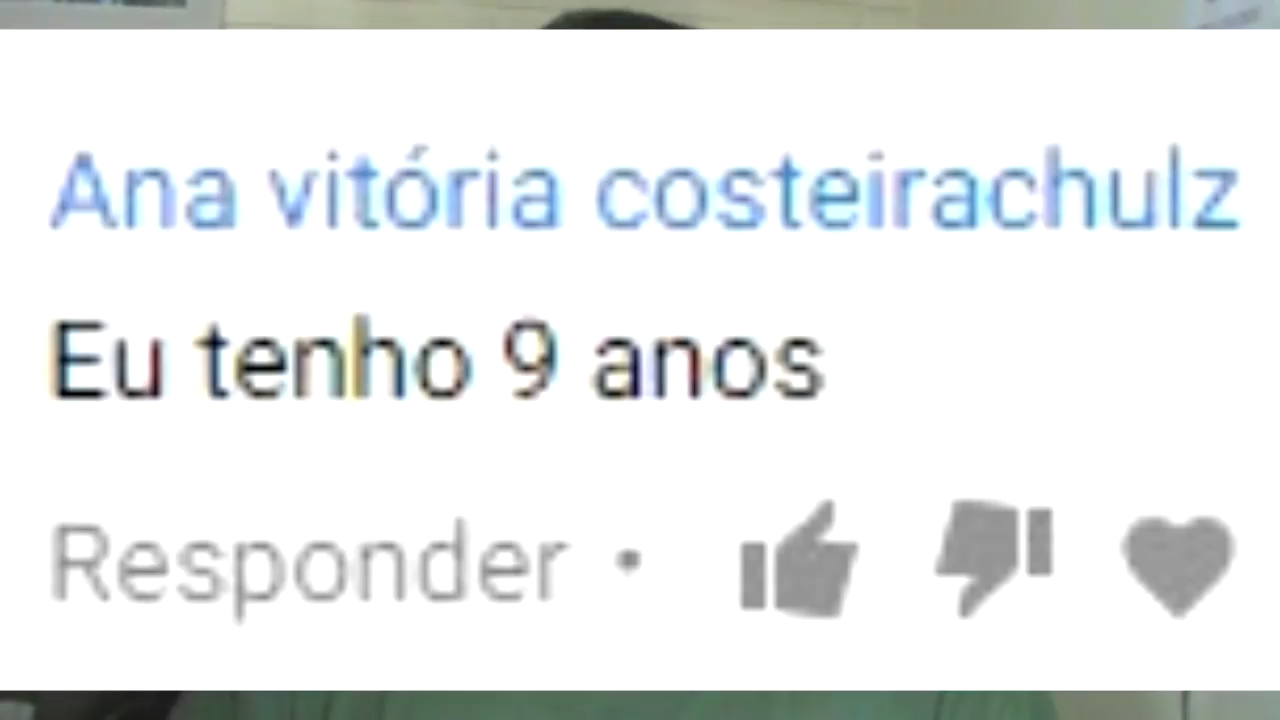 Ana vitória costeirachulz
Eu tenho 9 anos
Responder •